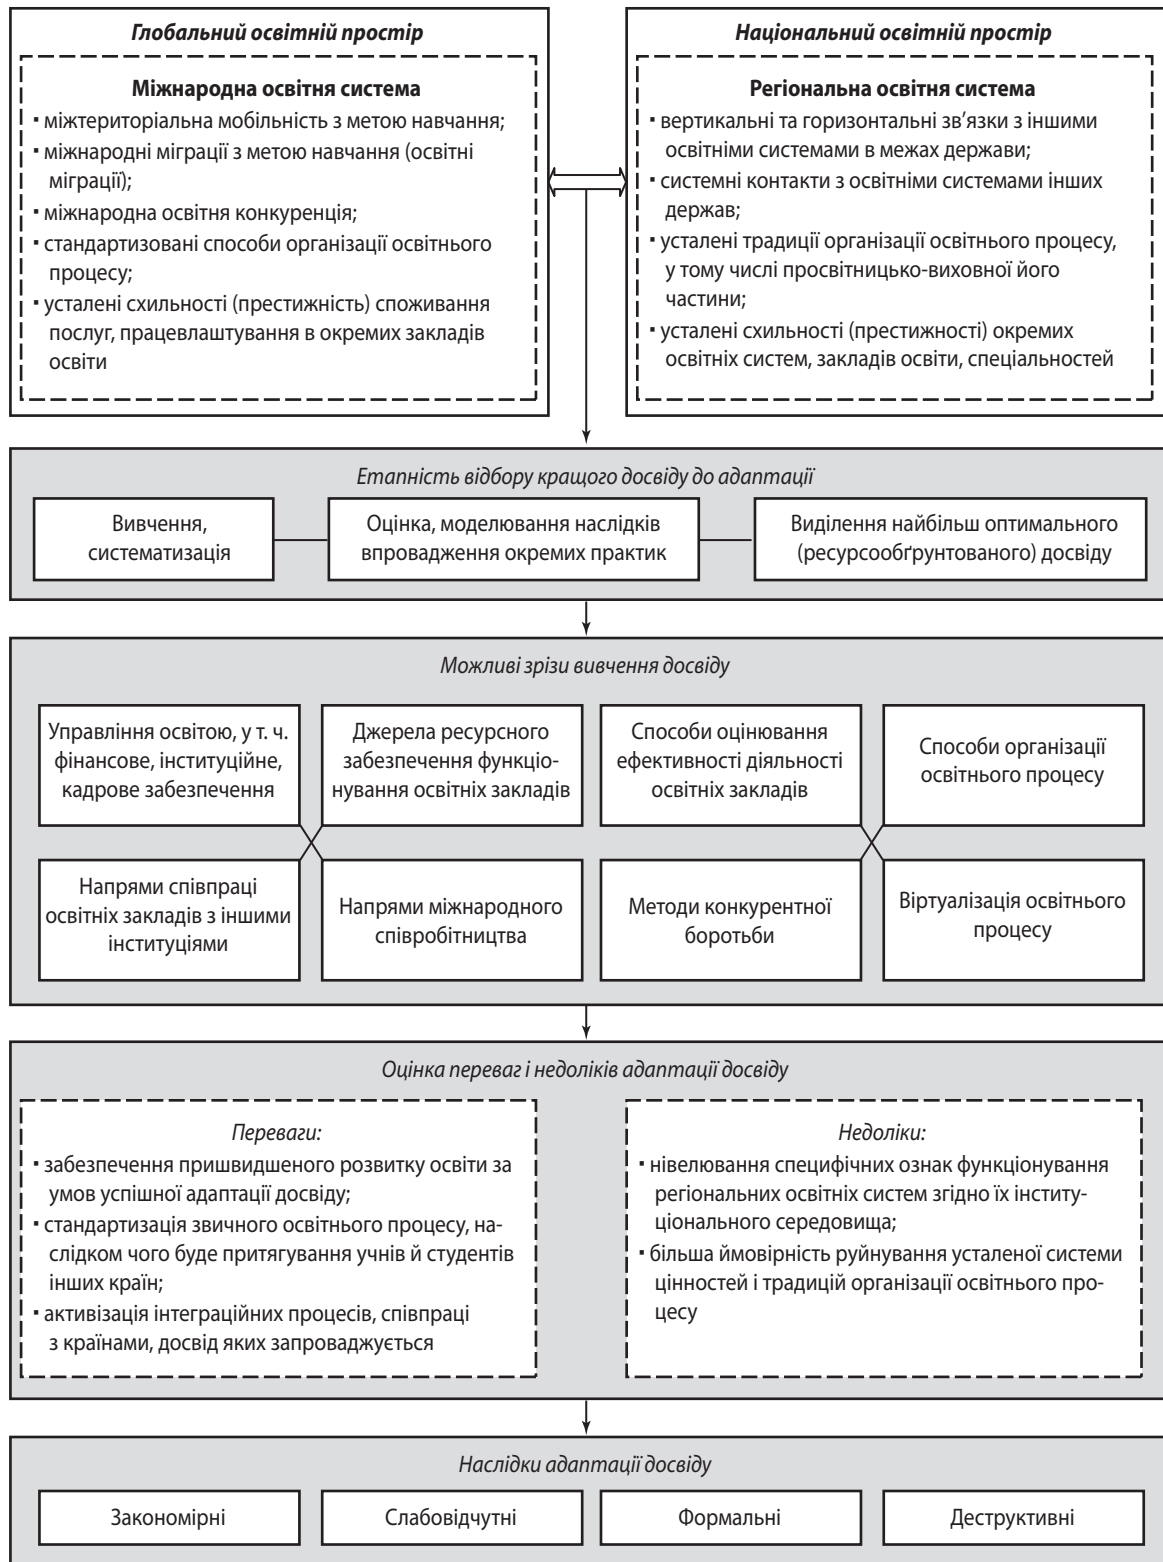 Глобальний освітній простір
Міжнародна освітня система
▪ міжтериторіальна мобільність з метою навчання;
▪ міжнародні міграції з метою навчання (освітні
міграції);
▪ міжнародна освітня конкуренція;
▪ стандартизовані способи організації освітнього
процесу;
▪ усталені схильності (престижність) споживання
послуг, працевлаштування в окремих закладів
освіти
Національний освітній простір
Регіональна освітня система
▪ вертикальні та горизонтальні зв’язки з іншими
освітніми системами в межах держави;
▪ системні контакти з освітніми системами інших
держав;
▪ усталені традиції організації освітнього процесу,
у тому числі просвітницько-виховної його
частини;
▪ усталені схильності (престижності) окремих
освітніх систем, закладів освіти, спеціальностей
Етапність відбору кращого досвіду до адаптації
Вивчення,
систематизація
Оцінка, моделювання наслідків
впровадження окремих практик
Виділення найбільш оптимального
(ресурсообґрунтованого) досвіду
Можливі зрізи вивчення досвіду
Управління освітою, у т. ч.
фінансове, інституційне,
кадрове забезпечення
Джерела ресурсного
забезпечення функціо-
нування освітніх закладів
Способи оцінювання
ефективності діяльності
освітніх закладів
Способи організації
освітнього процесу
Напрями співпраці
освітніх закладів з іншими
інституціями
Напрями міжнародного
співробітництва
Методи конкурентної
боротьби
Віртуалізація освітнього
процесу
Оцінка переваг і недоліків адаптації досвіду
Переваги:
▪ забезпечення пришвидшеного розвитку освіти за
умов успішної адаптації досвіду;
▪ стандартизація звичного освітнього процесу, на-
слідком чого буде притягування учнів й студентів
інших країн;
▪ активізація інтеграційних процесів, співпраці
з країнами, досвід яких запроваджується
Недоліки:
▪ нівелювання специфічних ознак функціонування
регіональних освітніх систем згідно їх інститу-
ціонального середовища;
▪ більша ймовірність руйнування усталеної системи
цінностей і традицій організації освітнього про-
цесу
Наслідки адаптації досвіду
Закономірні
Слабовідчутні
Формальні
Деструктивні